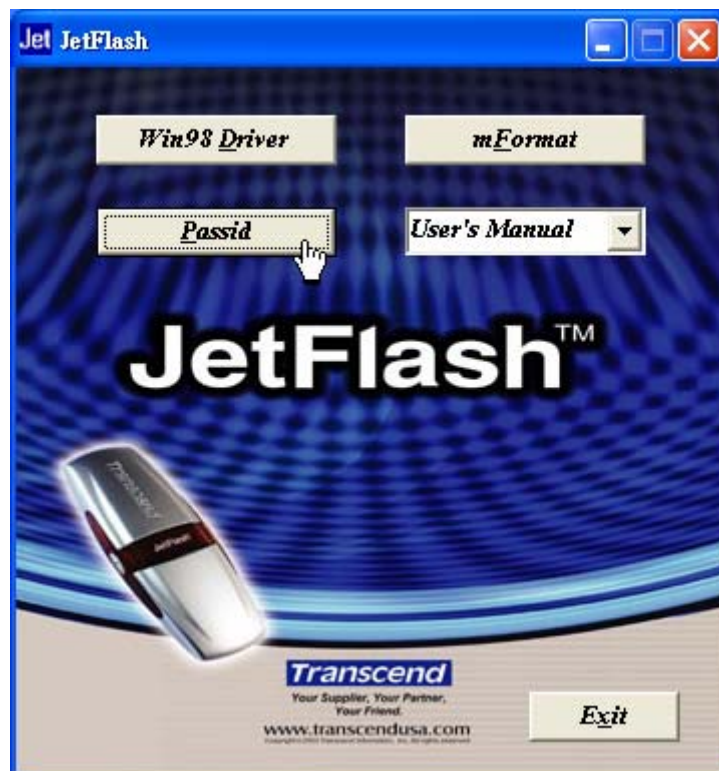 Jet JetFlash
Win98 Driver
mFormat
Passid
User's Manual
JetFlash™
Transcend
JetFlash
Transcend
Your Supplier, Your Partner,
Your Friend.
www.transcendusa.com
Exit